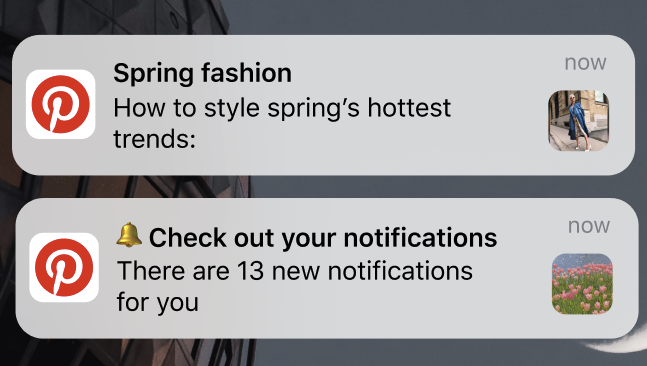 Spring fashion
now
How to style spring’s hottest
trends:
🔔 Check out your notifications
now
There are 13 new notifications
for you